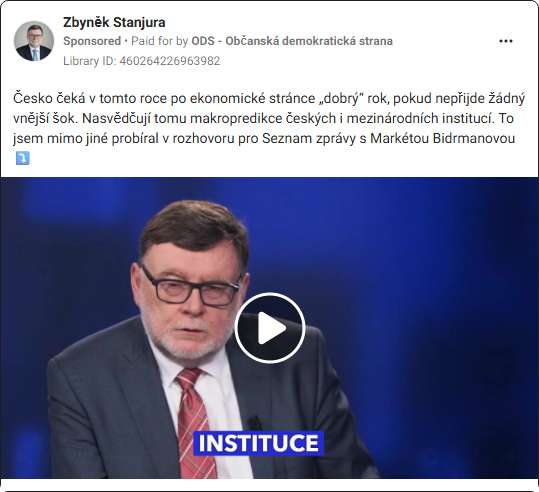 Zbyněk Stanjura
Sponsored • Paid for by ODS - Občanská demokratická strana
Library ID: 460264226963982
Česko čeká v tomto roce po ekonomické stránce „dobrý“ rok, pokud nepřijde žádný
vnější šok. Nasvědčují tomu makropredikce českých i mezinárodních institucí. To
jsem mimo jiné probíral v rozhovoru pro Seznam zprávy s Markétou Bidrmanovou
⤵️
INSTITUCE